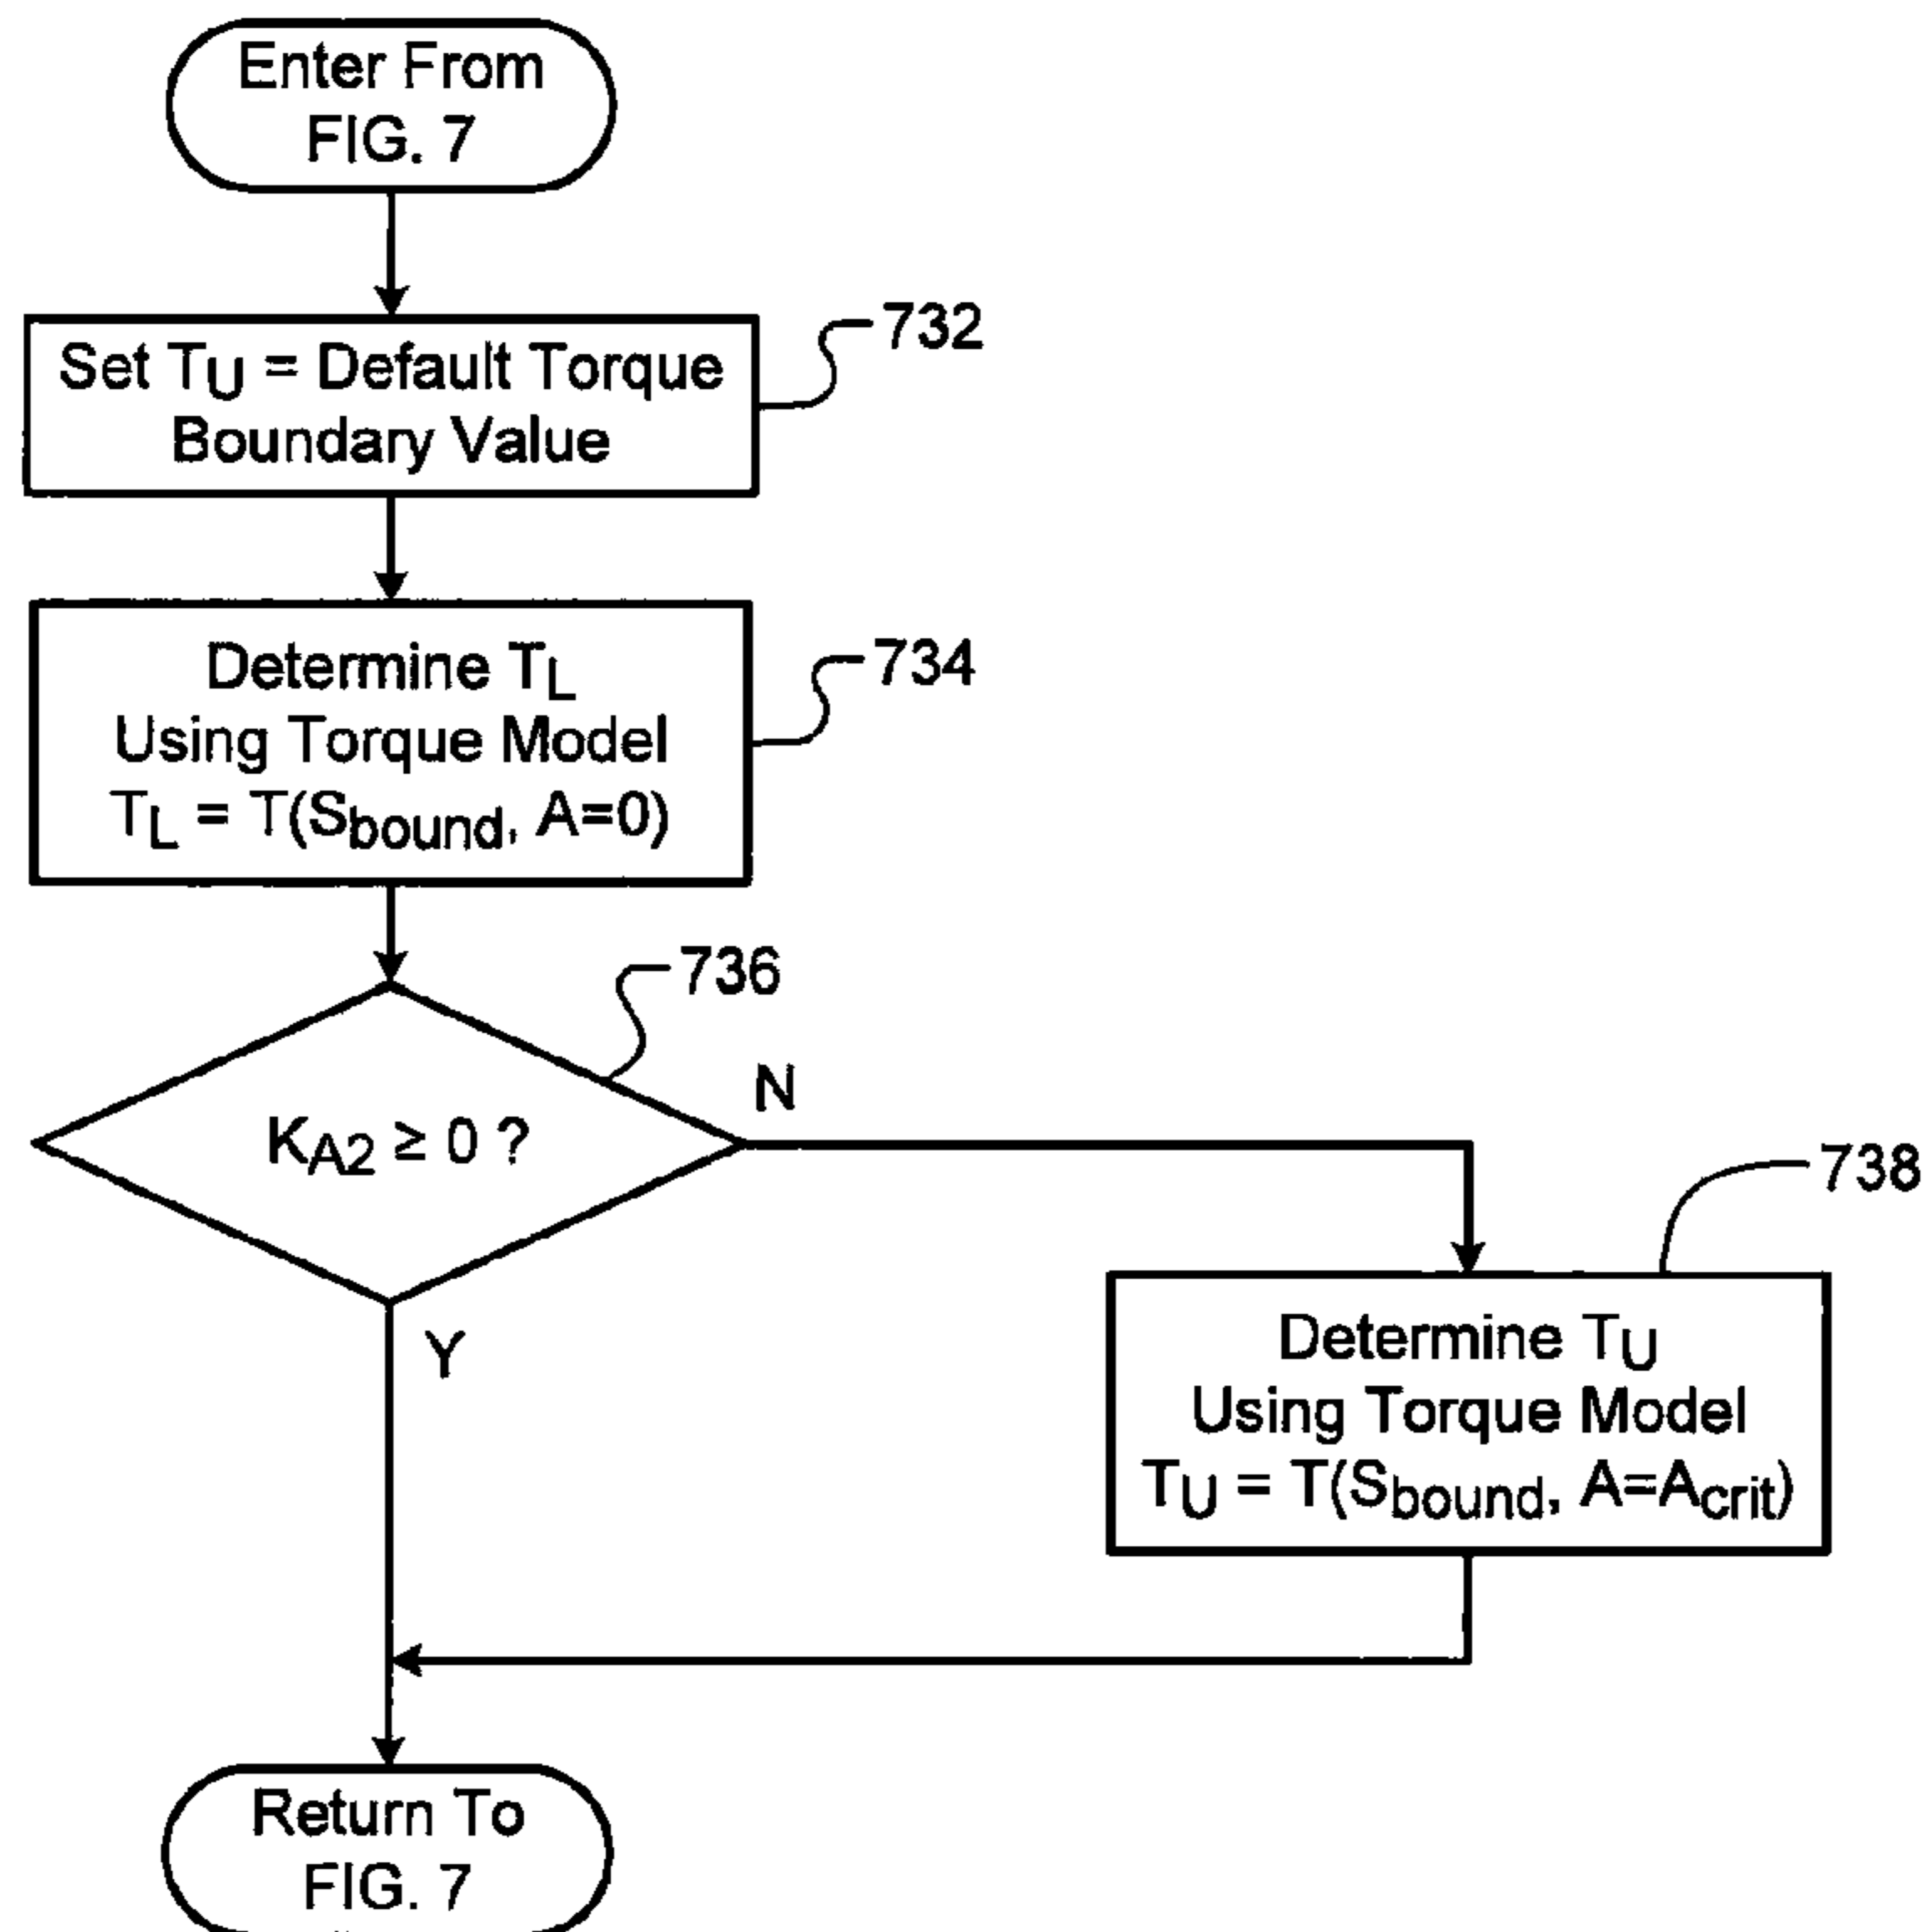 Enter From
FIG. 7
Set TU = Default Torque
Boundary Value
732
Determine TL
Using Torque Model
TL = T(Sbound, A=0)
734
736
KA2 ≥ 0 ?
N
Y
738
Determine TU
Using Torque Model
TU = T(Sbound, A=Acrit)
Return To
FIG. 7